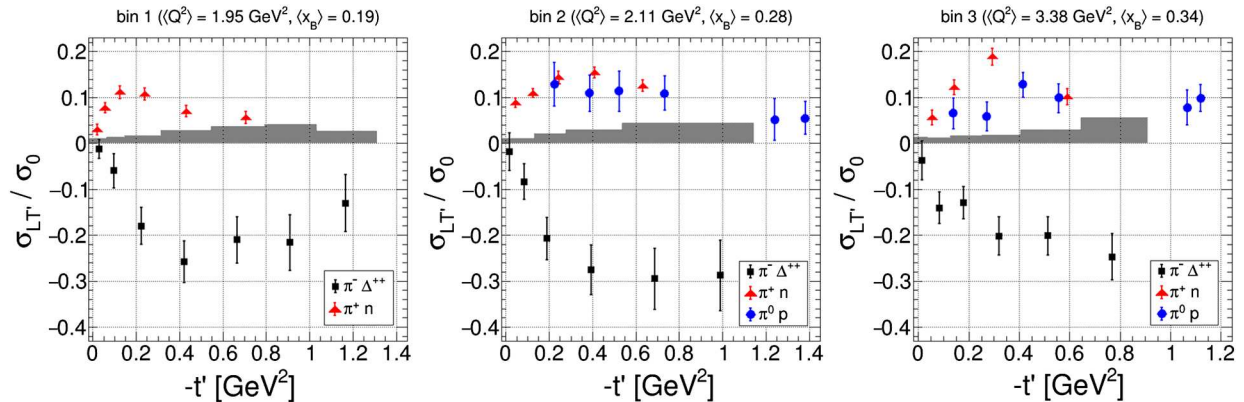 bin 1 (⟨Q²⟩ = 1.95 GeV², ⟨x_B⟩ = 0.19)
0.2
0.1
0
−0.1
−0.2
−0.3
−0.4
σ_LT' / σ_0
π⁻ Δ⁺⁺
π⁺ n
0 0.2 0.4 0.6 0.8 1 1.2 1.4
-t' [GeV²]
bin 2 (⟨Q²⟩ = 2.11 GeV², ⟨x_B⟩ = 0.28)
0.2
0.1
0
−0.1
−0.2
−0.3
−0.4
σ_LT' / σ_0
π⁻ Δ⁺⁺
π⁺ n
π⁰ p
0 0.2 0.4 0.6 0.8 1 1.2 1.4
-t' [GeV²]
bin 3 (⟨Q²⟩ = 3.38 GeV², ⟨x_B⟩ = 0.34)
0.2
0.1
0
−0.1
−0.2
−0.3
−0.4
σ_LT' / σ_0
π⁻ Δ⁺⁺
π⁺ n
π⁰ p
0 0.2 0.4 0.6 0.8 1 1.2
-t' [GeV²]